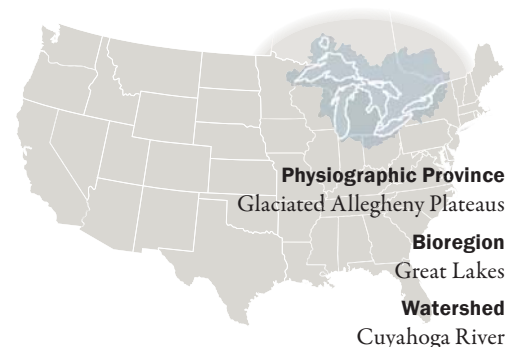 Physiographic Province
Glaciated Allegheny Plateaus
Bioregion
Great Lakes
Watershed
Cuyahoga River